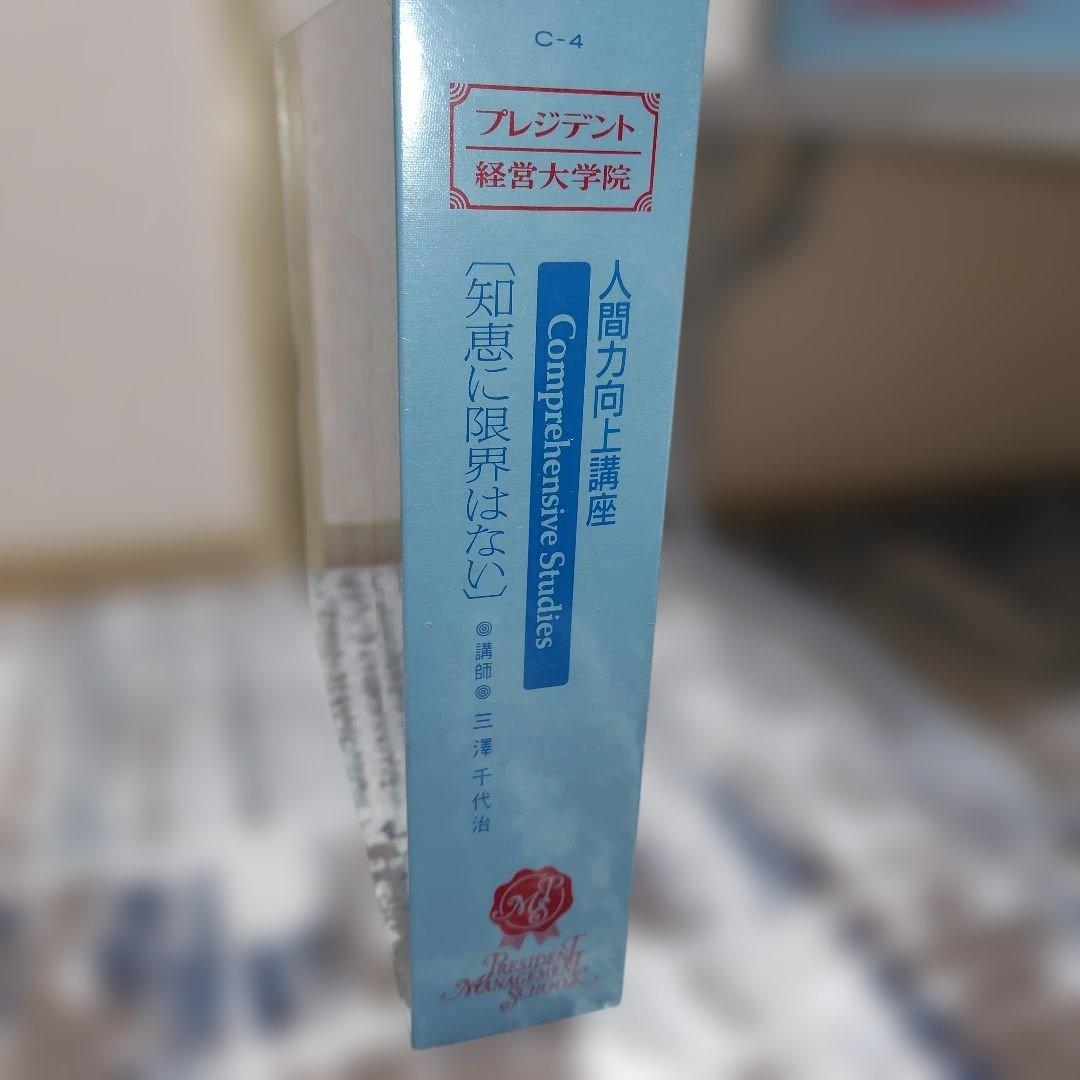 C-4
プレジデント
経営大学院
人間力向上講座
Comprehensive Studies
〔知恵に限界はない〕
◎講師◎ 三澤千代治
MPS
PRESIDENT
MANAGEMENT
SCHOOL